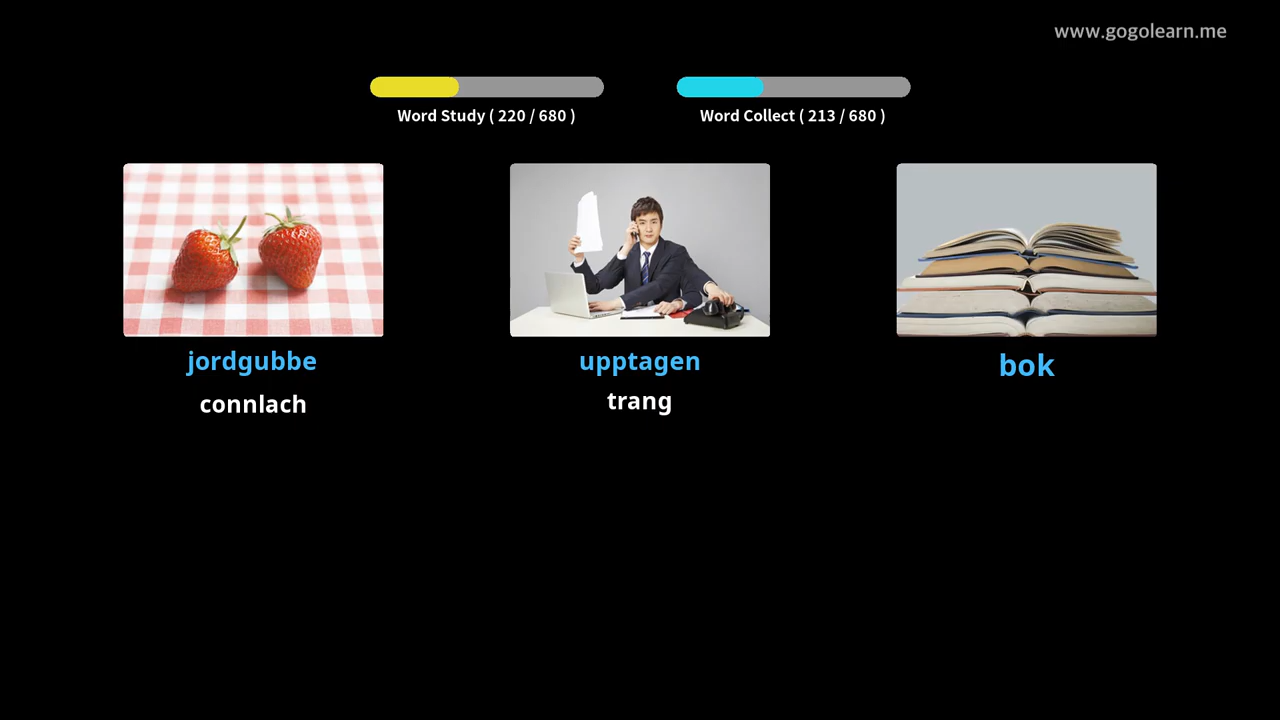 www.gogolearn.me
Word Study ( 220 / 680 )
Word Collect ( 213 / 680 )
jordgubbe
connlach
upptagen
trang
bok